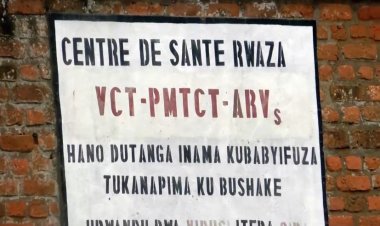 CENTRE DE SANTE RWAZA
VCT-PMTCT-ARVs
HANO DUTANGA INAMA KUBABYIFUZA
TUKANAPIMA KU BUSHAKE